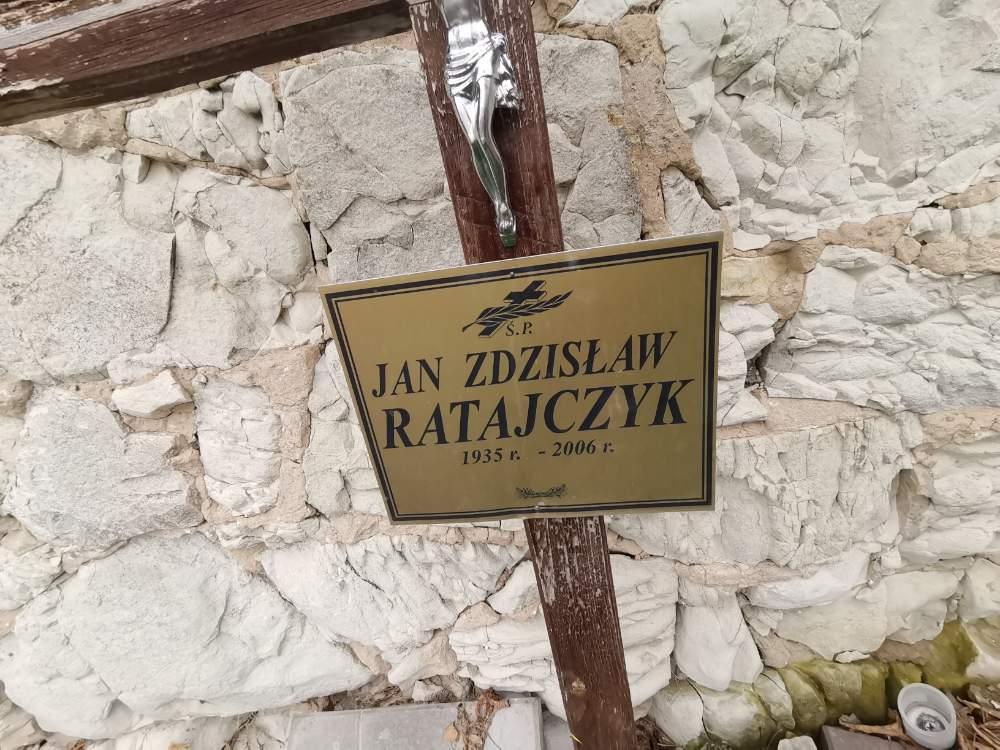 Ś.P.
JAN ZDZISŁAW
RATAJCZYK
1935 r. - 2006 r.